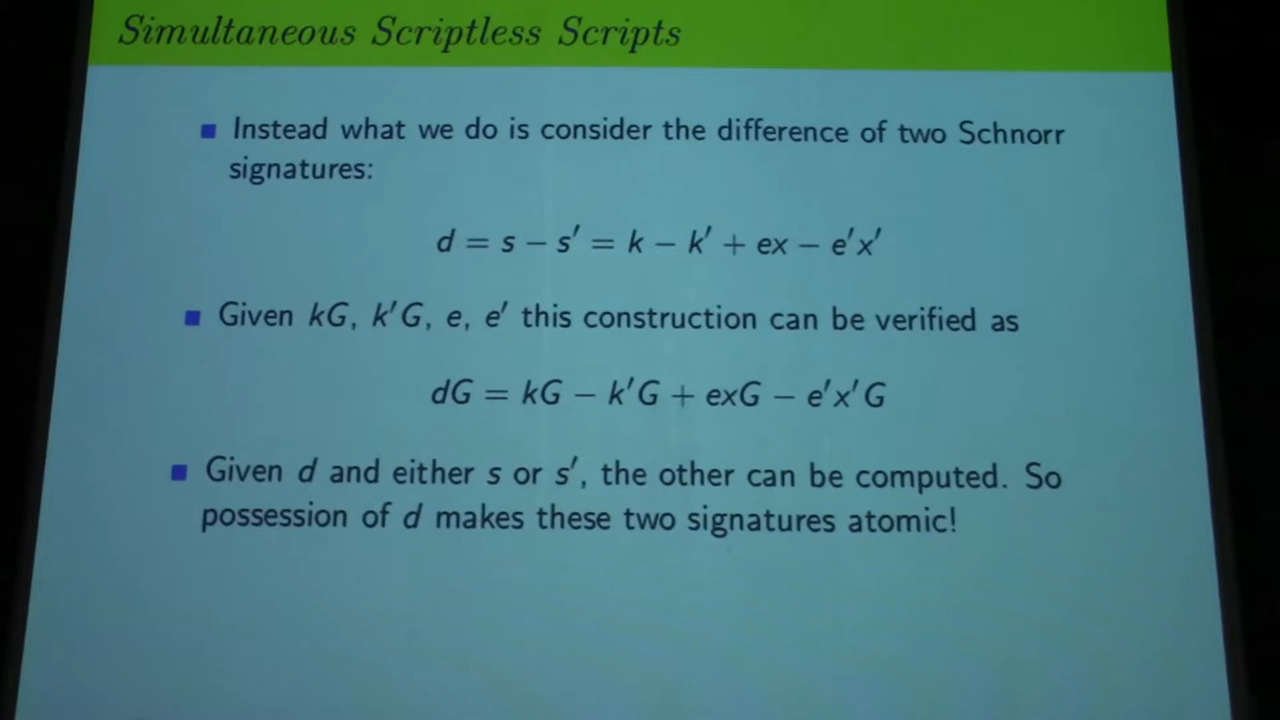 Simultaneous Scriptless Scripts
Instead what we do is consider the difference of two Schnorr
signatures:
d = s − s′ = k − k′ + ex − e′x′
Given kG, k′G, e, e′ this construction can be verified as
dG = kG − k′G + exG − e′x′G
Given d and either s or s′, the other can be computed. So
possession of d makes these two signatures atomic!